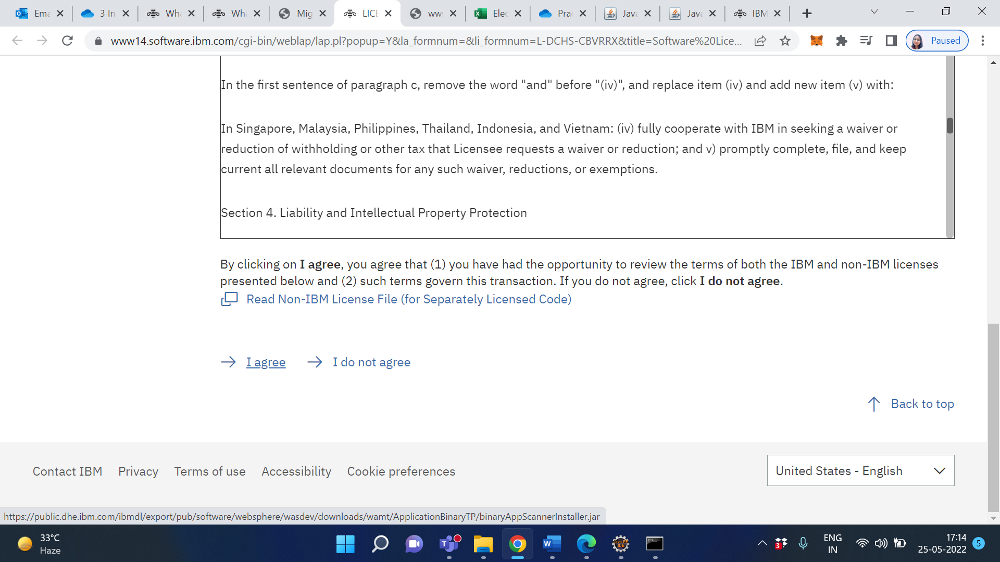 Ema
3 In
Wha
Wha
Mig
LICE
ww
Elec
Prac
Java
Java
IBM
www14.software.ibm.com/cgi-bin/weblap/lap.pl?popup=Y&la_formnum=&li_formnum=L-DCHS-CBVRRX&title=Software%20Lice...
Paused
In the first sentence of paragraph c, remove the word "and" before "(iv)", and replace item (iv) and add new item (v) with:
In Singapore, Malaysia, Philippines, Thailand, Indonesia, and Vietnam: (iv) fully cooperate with IBM in seeking a waiver or
reduction of withholding or other tax that Licensee requests a waiver or reduction; and v) promptly complete, file, and keep
current all relevant documents for any such waiver, reductions, or exemptions.
Section 4. Liability and Intellectual Property Protection
By clicking on I agree, you agree that (1) you have had the opportunity to review the terms of both the IBM and non-IBM licenses
presented below and (2) such terms govern this transaction. If you do not agree, click I do not agree.
Read Non-IBM License File (for Separately Licensed Code)
I agree
I do not agree
Back to top
Contact IBM
Privacy
Terms of use
Accessibility
Cookie preferences
United States - English
https://public.dhe.ibm.com/ibmdl/export/pub/software/websphere/wasdev/downloads/wamt/ApplicationBinaryTP/binaryAppScannerInstaller.jar
33°C
Haze
3
ENG
IN
17:14
25-05-2022
5